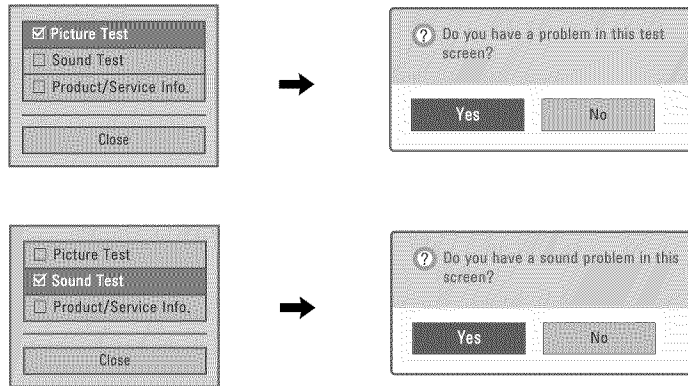 Picture Test
Sound Test
Product/Service Info.
Close
? Do you have a problem in this test
screen?
Yes No
Picture Test
Sound Test
Product/Service Info.
Close
? Do you have a sound problem in this
screen?
Yes No